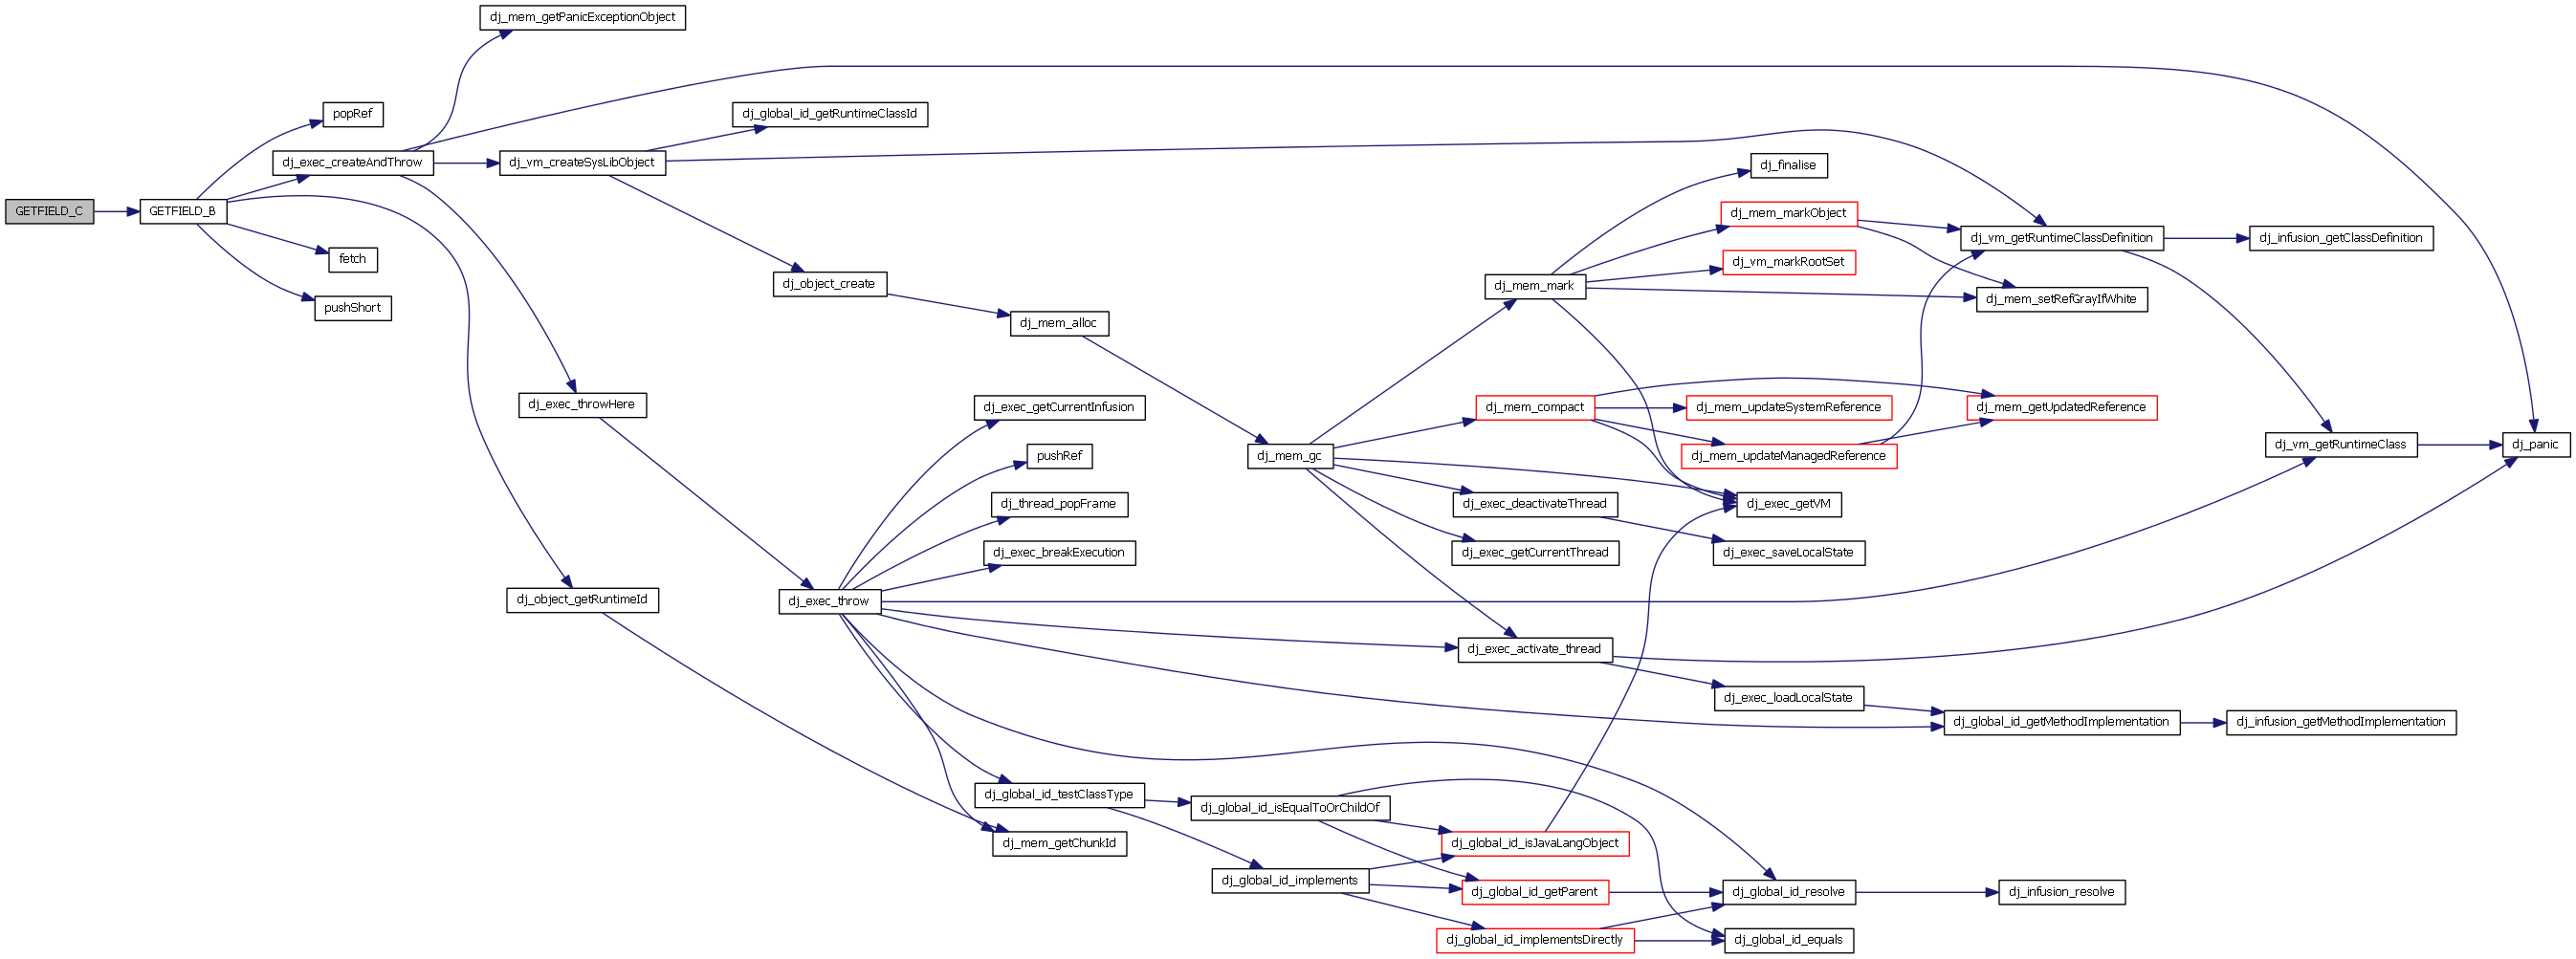 dj_mem_getPanicExceptionObject
popRef
dj_global_id_getRuntimeClassId
dj_exec_createAndThrow
dj_vm_createSysLibObject
dj_finalise
GETFIELD_C
GETFIELD_B
dj_mem_markObject
dj_vm_getRuntimeClassDefinition
dj_infusion_getClassDefinition
fetch
dj_vm_markRootSet
dj_object_create
dj_mem_mark
dj_mem_setRefGrayIfWhite
pushShort
dj_mem_alloc
dj_exec_throwHere
dj_exec_getCurrentInfusion
dj_mem_compact
dj_mem_updateSystemReference
dj_mem_getUpdatedReference
dj_vm_getRuntimeClass
dj_panic
pushRef
dj_mem_gc
dj_mem_updateManagedReference
dj_thread_popFrame
dj_exec_deactivateThread
dj_exec_getVM
dj_exec_breakExecution
dj_exec_getCurrentThread
dj_exec_saveLocalState
dj_object_getRuntimeId
dj_exec_throw
dj_exec_activate_thread
dj_exec_loadLocalState
dj_global_id_getMethodImplementation
dj_infusion_getMethodImplementation
dj_global_id_testClassType
dj_global_id_isEqualToOrChildOf
dj_mem_getChunkId
dj_global_id_isJavaLangObject
dj_global_id_implements
dj_global_id_getParent
dj_global_id_resolve
dj_infusion_resolve
dj_global_id_implementsDirectly
dj_global_id_equals